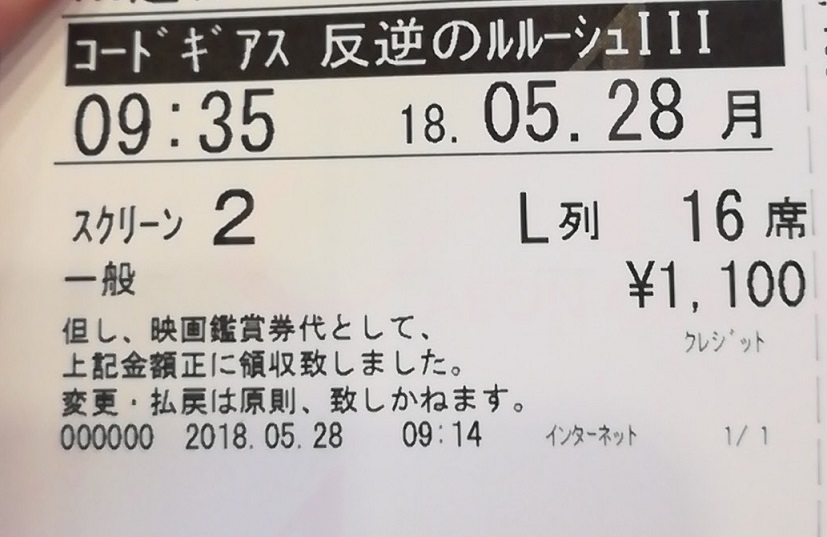 コードギアス 反逆のルルーシュIII
09:35 18.05.28 月
スクリーン 2 L列 16席
一般 ¥1,100
但し、映画鑑賞券代として、 クレジット
上記金額正に領収致しました。
変更・払戻は原則、致しかねます。
000000 2018.05.28 09:14 インターネット 1/1